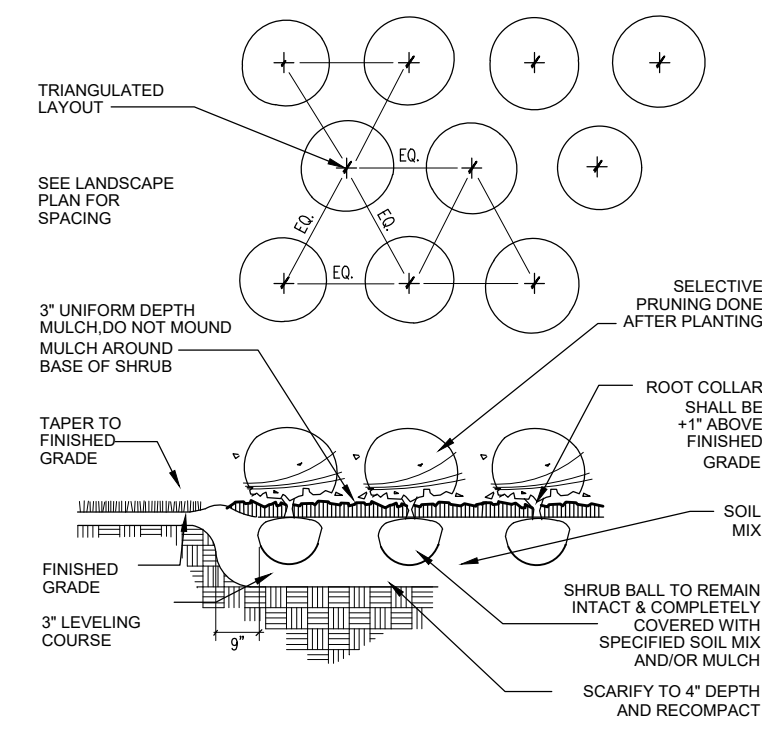 TRIANGULATED
LAYOUT
EQ.
SEE LANDSCAPE
PLAN FOR
SPACING
EQ.
EQ.
EQ.
SELECTIVE
PRUNING DONE
AFTER PLANTING
3" UNIFORM DEPTH
MULCH,DO NOT MOUND
MULCH AROUND
BASE OF SHRUB
ROOT COLLAR
SHALL BE
+1" ABOVE
FINISHED
GRADE
TAPER TO
FINISHED
GRADE
SOIL
MIX
FINISHED
GRADE
3" LEVELING
COURSE
9"
SHRUB BALL TO REMAIN
INTACT & COMPLETELY
COVERED WITH
SPECIFIED SOIL MIX
AND/OR MULCH
SCARIFY TO 4" DEPTH
AND RECOMPACT